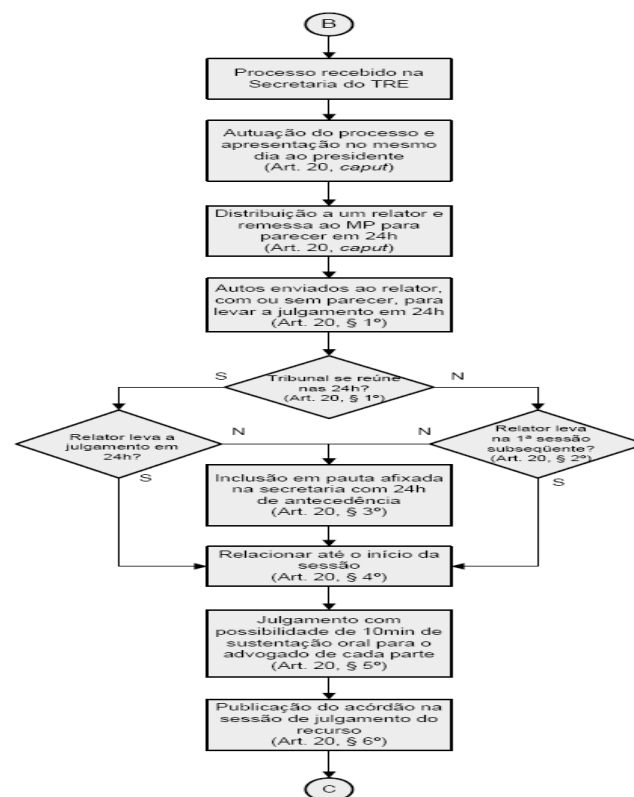 B
Processo recebido na
Secretaria do TRE
Autuação do processo e
apresentação no mesmo
dia ao presidente
(Art. 20, caput)
Distribuição a um relator e
remessa ao MP para
parecer em 24h
(Art. 20, caput)
Autos enviados ao relator,
com ou sem parecer, para
levar a julgamento em 24h
(Art. 20, § 1º)
S
Tribunal se reúne
nas 24h?
(Art. 20, § 1º)
N
Relator leva a
julgamento em
24h?
N
S
N
Relator leva
na 1ª sessão
subseqüente?
(Art. 20, § 2º)
S
Inclusão em pauta afixada
na secretaria com 24h
de antecedência
(Art. 20, § 3º)
Relacionar até o início da
sessão
(Art. 20, § 4º)
Julgamento com
possibilidade de 10min de
sustentação oral para o
advogado de cada parte
(Art. 20, § 5º)
Publicação do acórdão na
sessão de julgamento do
recurso
(Art. 20, § 6º)
C